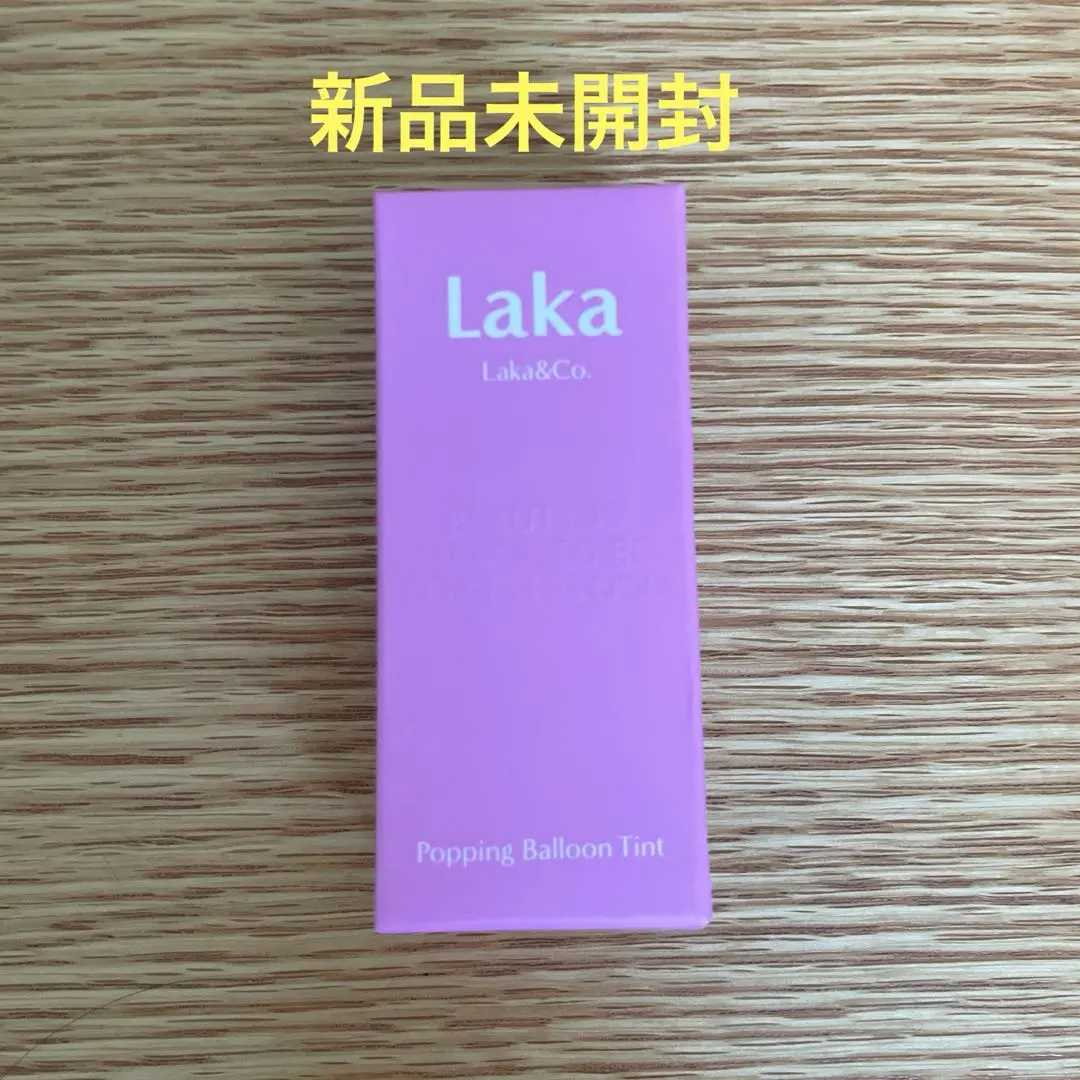 新品未開封
Laka
Laka&Co.
Popping Balloon Tint